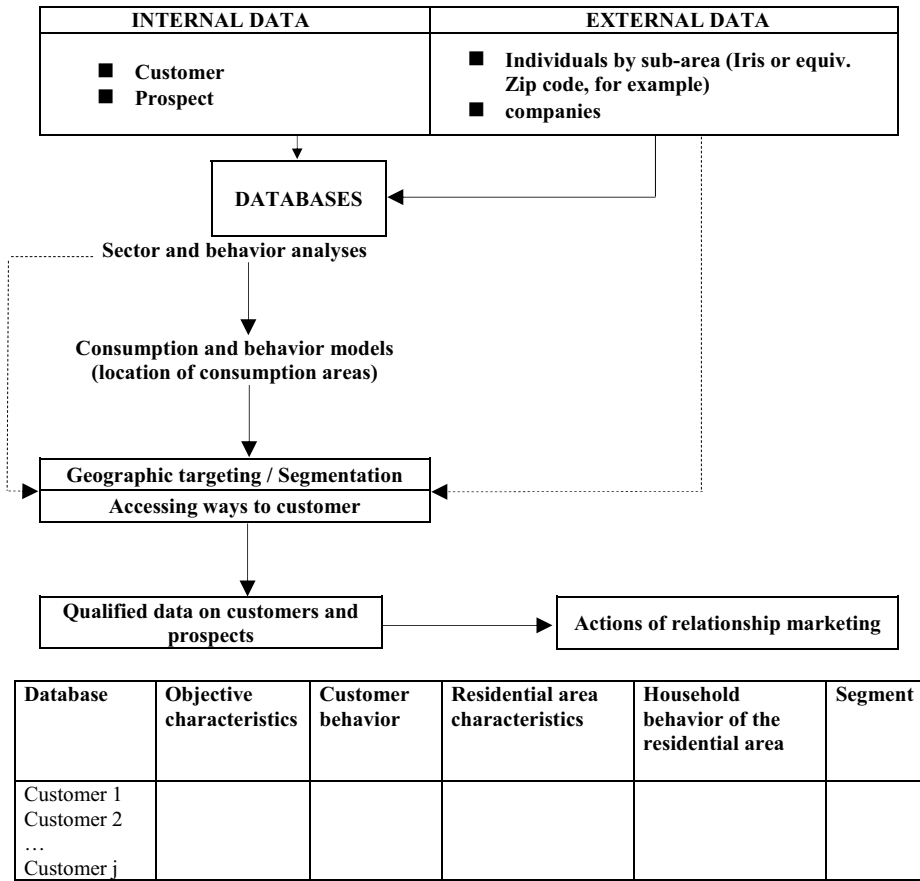 INTERNAL DATA
EXTERNAL DATA
■ Customer
■ Prospect
■ Individuals by sub-area (Iris or equiv.
Zip code, for example)
■ companies
DATABASES
Sector and behavior analyses
Consumption and behavior models
(location of consumption areas)
Geographic targeting / Segmentation
Accessing ways to customer
Qualified data on customers and
prospects
Actions of relationship marketing
Database
Objective
characteristics
Customer
behavior
Residential area
characteristics
Household
behavior of the
residential area
Segment
Customer 1
Customer 2
…
Customer j